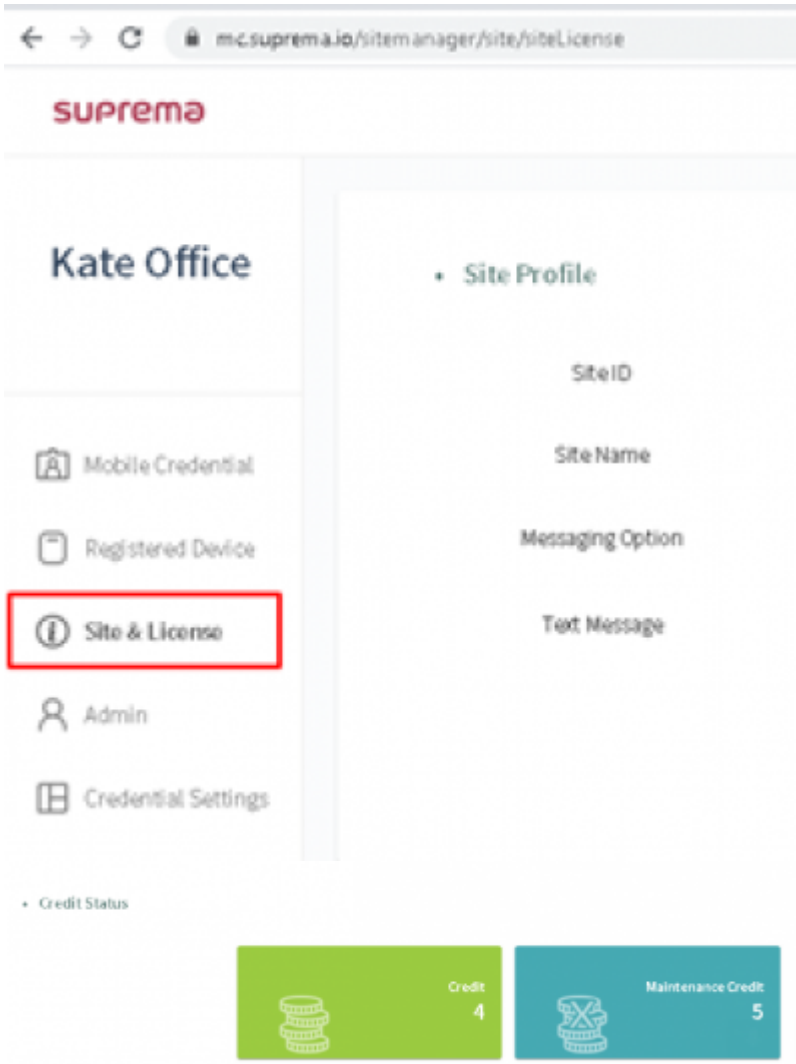 mc.suprema.io/sitemanager/site/siteLicense
suprema
Kate Office
• Site Profile
Site ID
Site Name
Messaging Option
Text Message
Mobile Credential
Registered Device
Site & License
Admin
Credential Settings
• Credit Status
Credit
4
Maintenance Credit
5